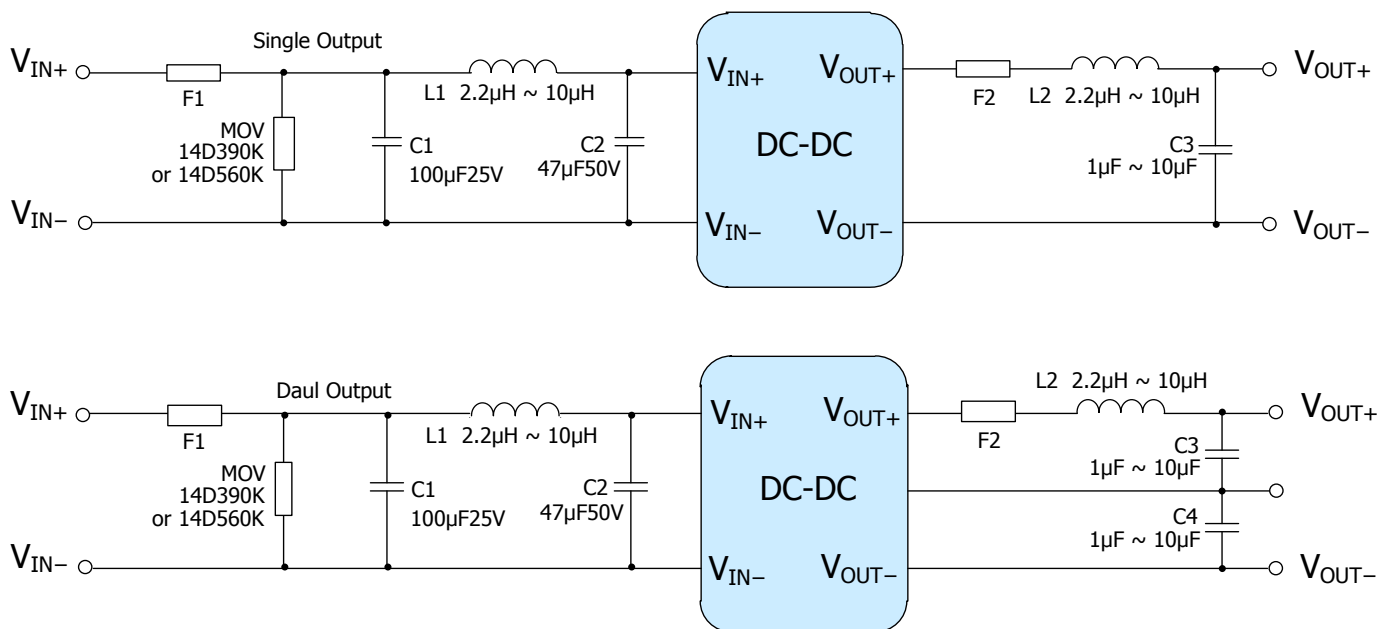 Single Output
VIN+
F1
MOV
14D390K
or 14D560K
C1
100µF25V
L1 2.2µH ~ 10µH
C2
47µF50V
VIN−
VIN+
VOUT+
DC-DC
VIN−
VOUT−
F2
L2 2.2µH ~ 10µH
C3
1µF ~ 10µF
VOUT+
VOUT−
Daul Output
VIN+
F1
MOV
14D390K
or 14D560K
C1
100µF25V
L1 2.2µH ~ 10µH
C2
47µF50V
VIN−
VIN+
VOUT+
DC-DC
VIN−
VOUT−
L2 2.2µH ~ 10µH
F2
C3
1µF ~ 10µF
C4
1µF ~ 10µF
VOUT+
VOUT−